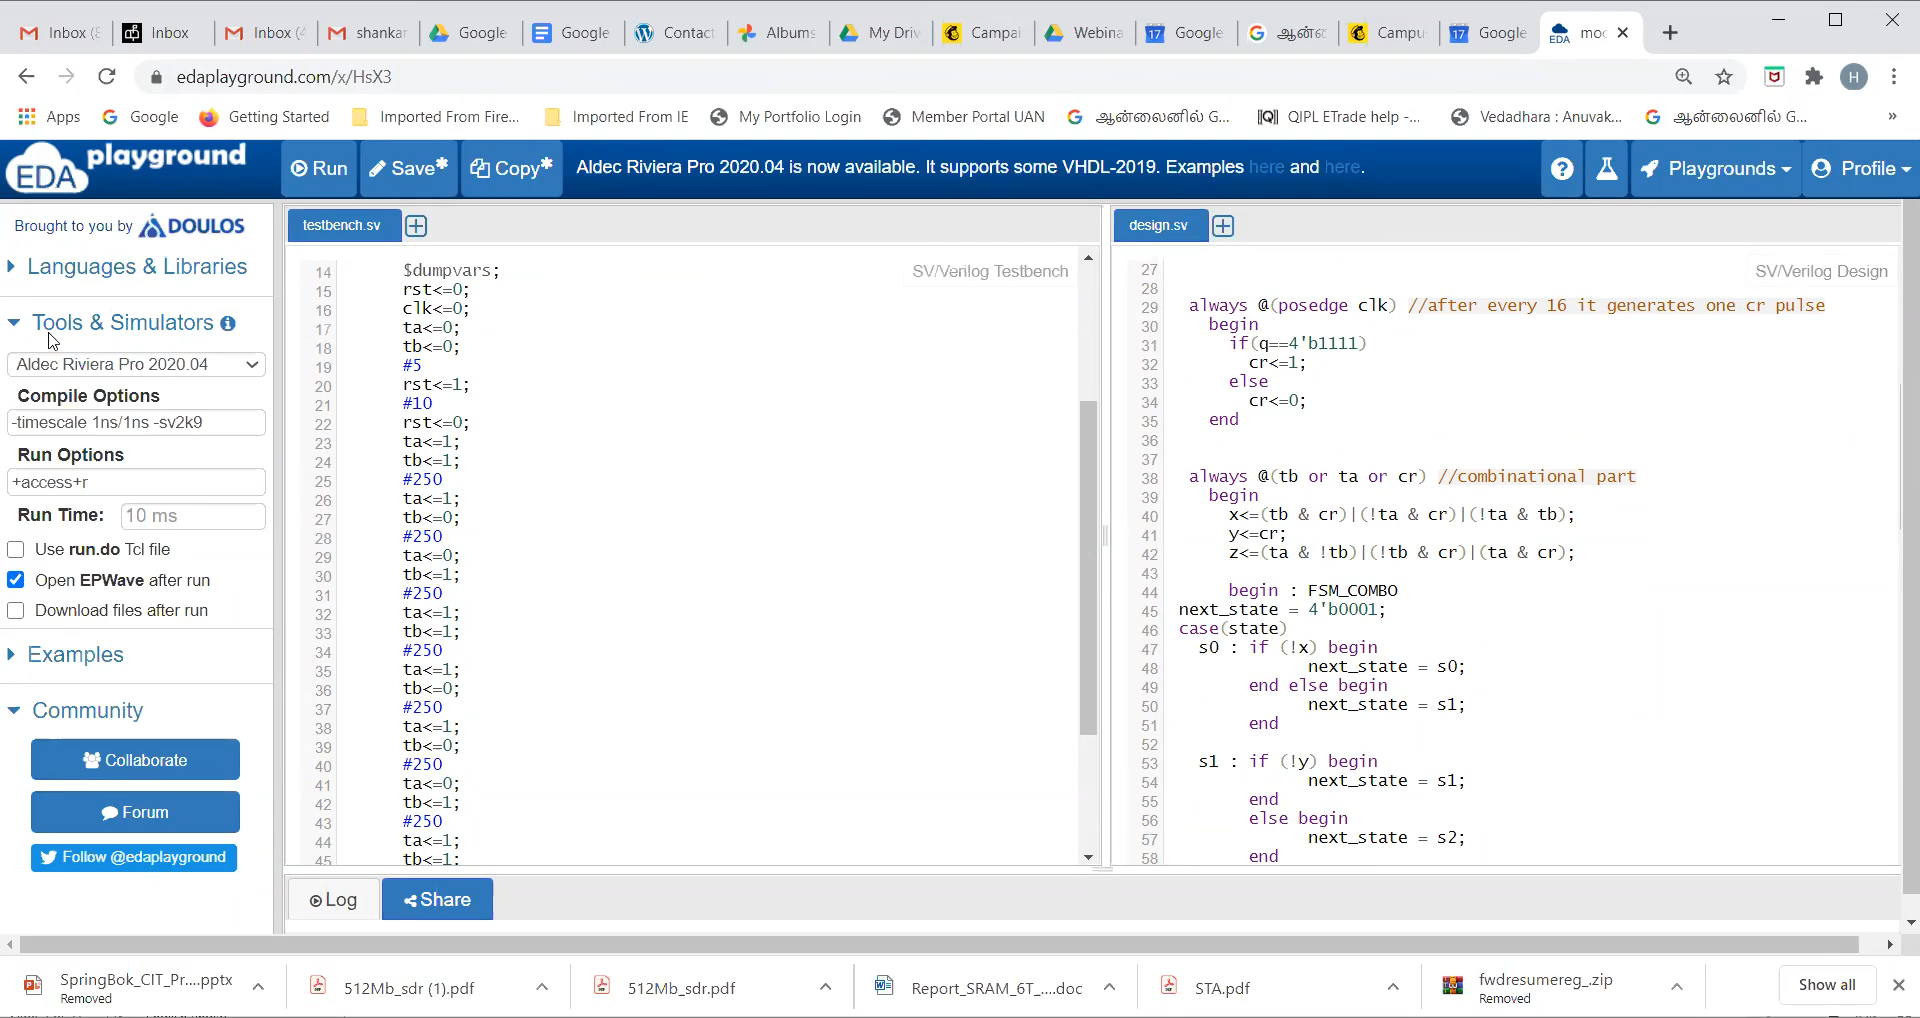 Inbox (8
Inbox
Inbox (4
shankar
Google
Google
Contact
Albums
My Driv
Campai
Webina
Google
ஆன்லை
Campu
Google
moc
edaplayground.com/x/HsX3
H
Apps
Google
Getting Started
Imported From Fire...
Imported From IE
My Portfolio Login
Member Portal UAN
ஆன்லைனில் G...
QIPL ETrade help -...
Vedadhara : Anuvak...
ஆன்லைனில் G...
»
EDA playground
Run
Save*
Copy*
Aldec Riviera Pro 2020.04 is now available. It supports some VHDL-2019. Examples here and here.
Playgrounds
Profile
Brought to you by DOULOS
Languages & Libraries
Tools & Simulators
Aldec Riviera Pro 2020.04
Compile Options
-timescale 1ns/1ns -sv2k9
Run Options
+access+r
Run Time: 10 ms
Use run.do Tcl file
Open EPWave after run
Download files after run
Examples
Community
Collaborate
Forum
Follow @edaplayground
testbench.sv
SV/Verilog Testbench
14 $dumpvars;
15 rst<=0;
16 clk<=0;
17 ta<=0;
18 tb<=0;
19 #5
20 rst<=1;
21 #10
22 rst<=0;
23 ta<=1;
24 tb<=1;
25 #250
26 ta<=1;
27 tb<=0;
28 #250
29 ta<=0;
30 tb<=1;
31 #250
32 ta<=1;
33 tb<=1;
34 #250
35 ta<=1;
36 tb<=0;
37 #250
38 ta<=1;
39 tb<=0;
40 #250
41 ta<=0;
42 tb<=1;
43 #250
44 ta<=1;
45 tb<=1;
design.sv
SV/Verilog Design
27
28
29 always @(posedge clk) //after every 16 it generates one cr pulse
30 begin
31 if(q==4'b1111)
32 cr<=1;
33 else
34 cr<=0;
35 end
36
37
38 always @(tb or ta or cr) //combinational part
39 begin
40 x<=(tb & cr)|(!ta & cr)|(!ta & tb);
41 y<=cr;
42 z<=(ta & !tb)|(!tb & cr)|(ta & cr);
43
44 begin : FSM_COMBO
45 next_state = 4'b0001;
46 case(state)
47 s0 : if (!x) begin
48 next_state = s0;
49 end else begin
50 next_state = s1;
51 end
52
53 s1 : if (!y) begin
54 next_state = s1;
55 end
56 else begin
57 next_state = s2;
58 end
Log
Share
SpringBok_CIT_Pr....pptx
Removed
512Mb_sdr (1).pdf
512Mb_sdr.pdf
Report_SRAM_6T_....doc
STA.pdf
fwdresumereg_.zip
Removed
Show all